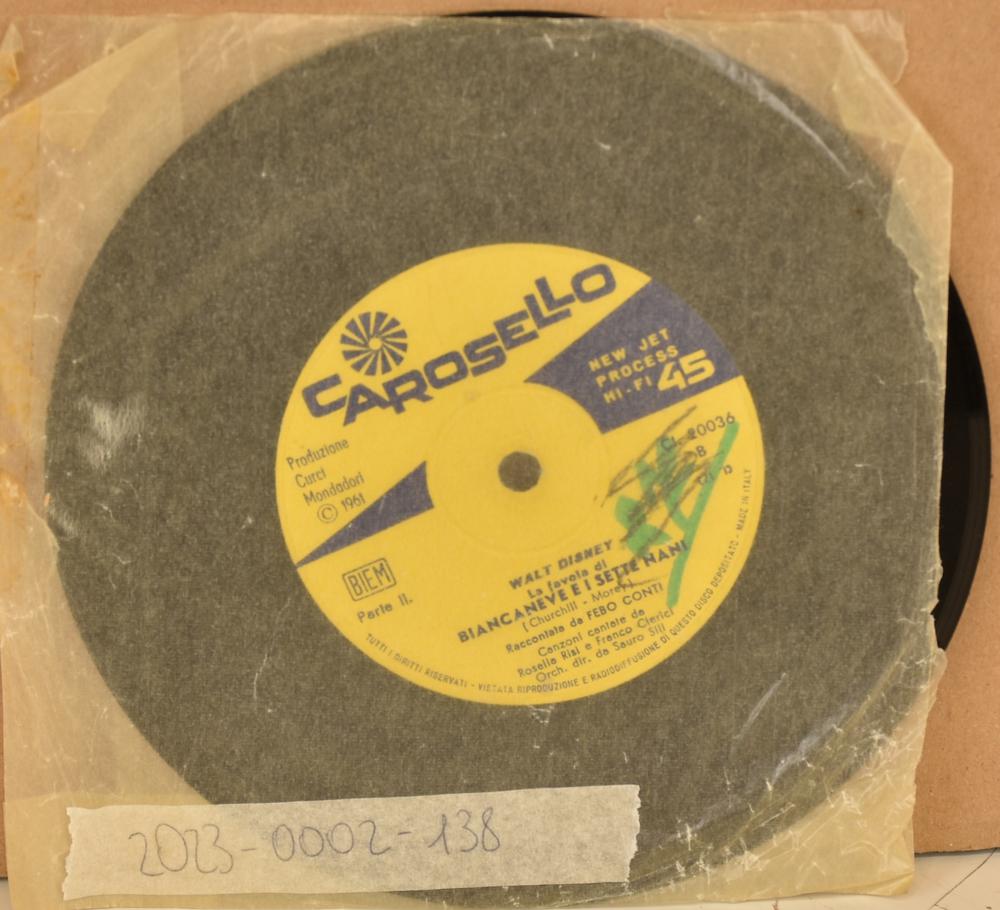 CAROSELLO
NEW JET
PROCESS
HI-FI 45
Produzione
Curci
Mondadori
© 1961
CL 20036
BIEM
Parte II.
WALT DISNEY
La favola di
BIANCANEVE E I SETTE NANI
(Churchill - Morey)
Raccontata da FEBO CONTI
Canzoni cantate da
Rosella Risi e Franco Clerici
Orch. dir. da Sauro Sili
TUTTI I DIRITTI RISERVATI - VIETATA RIPRODUZIONE E RADIODIFFUSIONE DI QUESTO DISCO DEPOSITATO - MADE IN ITALY
2023-0002-138